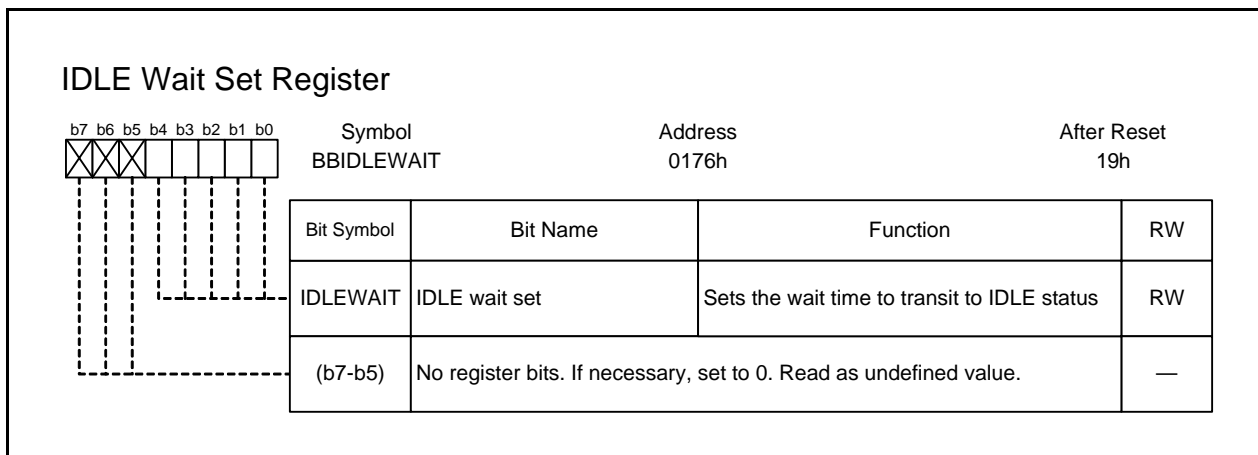 IDLE Wait Set Register
b7 b6 b5 b4 b3 b2 b1 b0
Symbol Address After Reset
BBIDLEWAIT 0176h 19h
Bit Symbol Bit Name Function RW
IDLEWAIT IDLE wait set Sets the wait time to transit to IDLE status RW
(b7-b5) No register bits. If necessary, set to 0. Read as undefined value. —